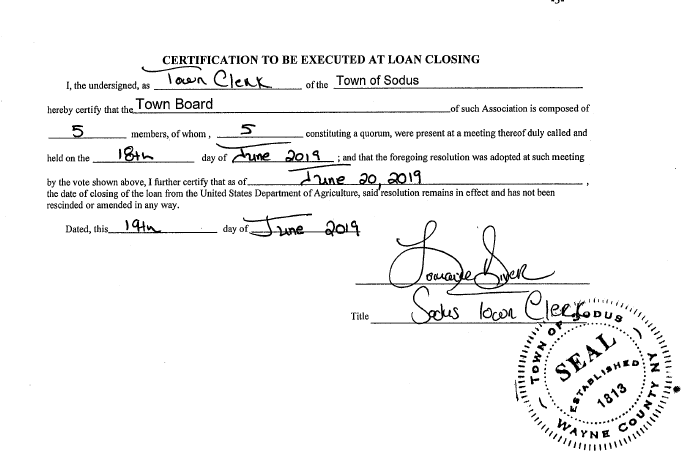 -3-
CERTIFICATION TO BE EXECUTED AT LOAN CLOSING
I, the undersigned, as Town Clerk of the Town of Sodus
hereby certify that the Town Board of such Association is composed of
5 members, of whom , 5 constituting a quorum, were present at a meeting thereof duly called and
held on the 18th day of June 2019 ; and that the foregoing resolution was adopted at such meeting
by the vote shown above, I further certify that as of June 20, 2019 ,
the date of closing of the loan from the United States Department of Agriculture, said resolution remains in effect and has not been
rescinded or amended in any way.
Dated, this 19th day of June 2019
Title Sodus Town Clerk
TOWN OF SODUS
SEAL
ESTABLISHED
1813
WAYNE COUNTY NY